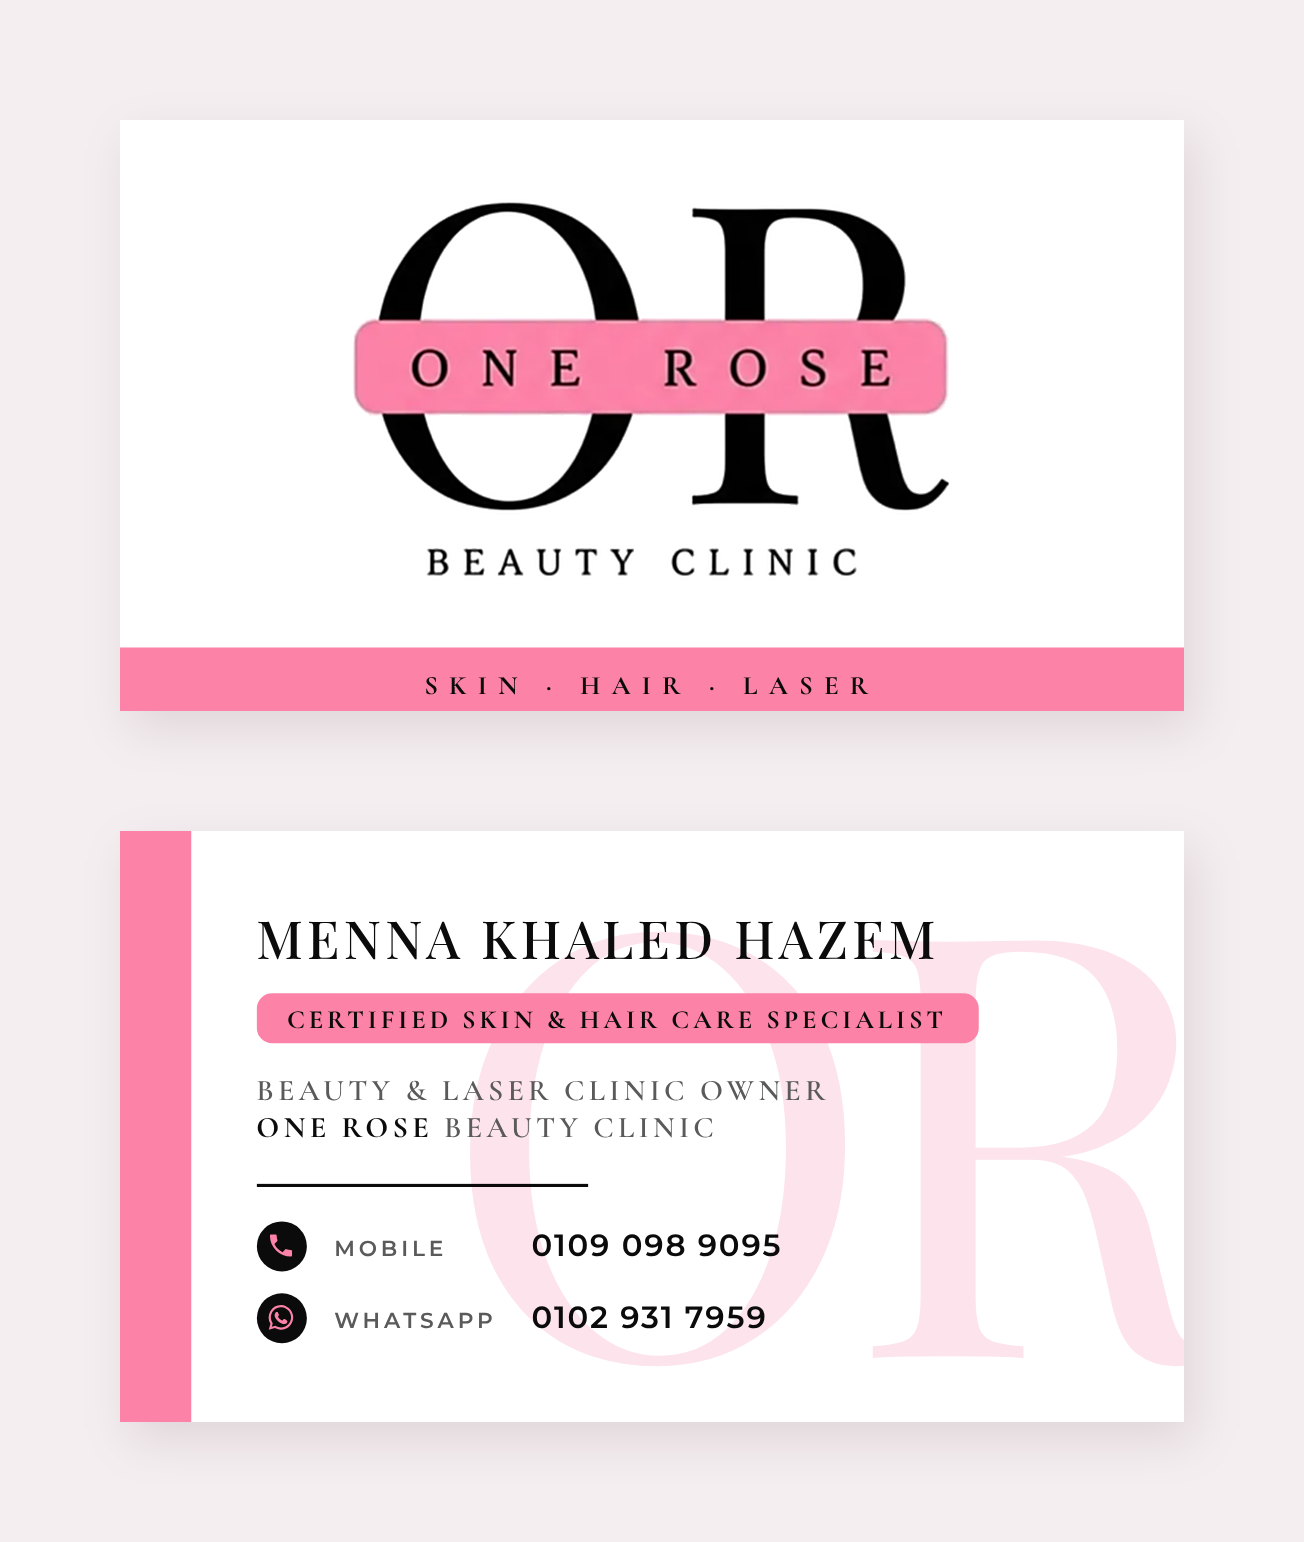 OR
ONE ROSE
BEAUTY CLINIC
SKIN · HAIR · LASER
MENNA KHALED HAZEM
CERTIFIED SKIN & HAIR CARE SPECIALIST
BEAUTY & LASER CLINIC OWNER
ONE ROSE BEAUTY CLINIC
OR
MOBILE 0109 098 9095
WHATSAPP 0102 931 7959